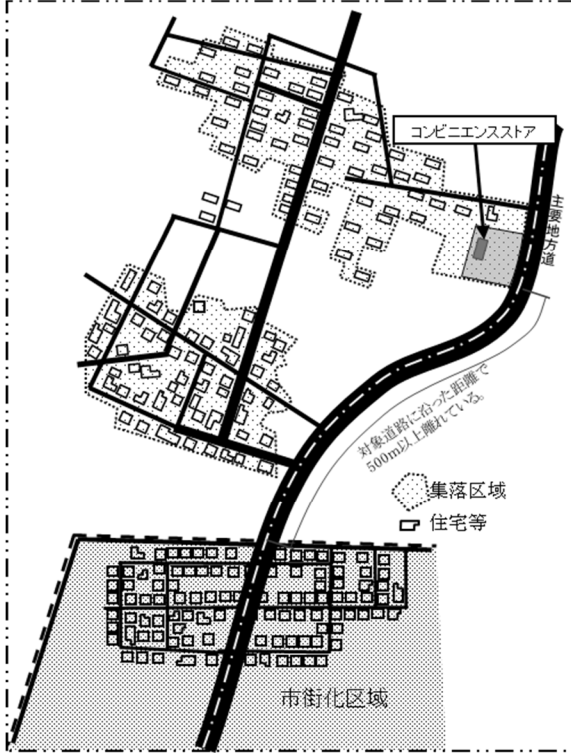 コンビニエンスストア
主要地方道
対象道路に沿った距離で
500m以上離れている。
集落区域
住宅等
市街化区域